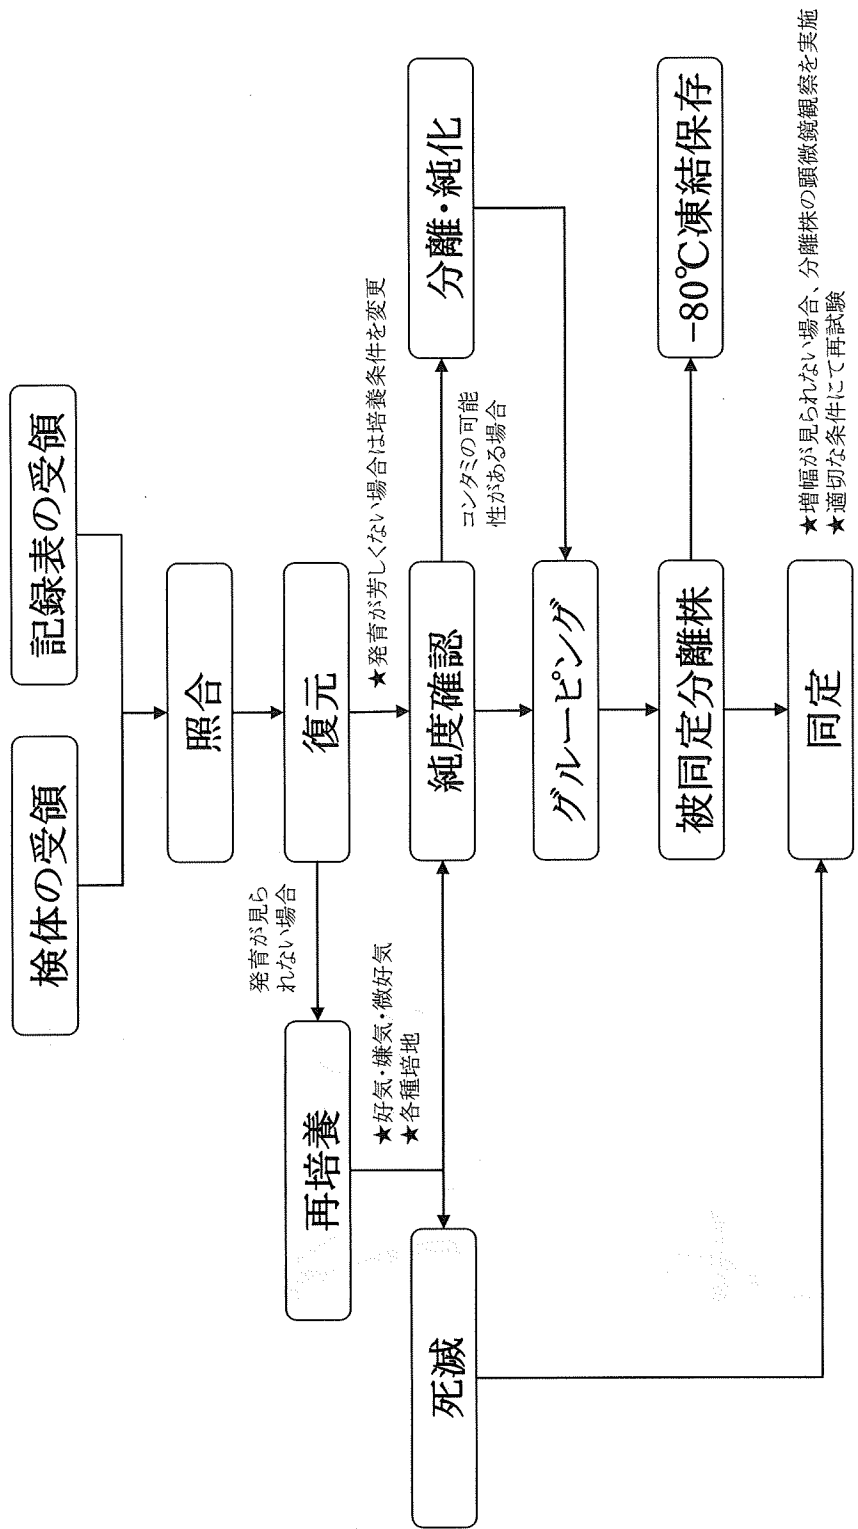 検体の受領
記録表の受領
照合
復元
発育が見ら
れない場合
再培養
★好気・嫌気・微好気
★各種培地
★発育が芳しくない場合は培養条件を変更
死滅
純度確認
コンタミの可能
性がある場合
分離・純化
グルーピング
被同定分離株
-80℃凍結保存
同定
★増幅が見られない場合、分離株の顕微鏡観察を実施
★適切な条件にて再試験